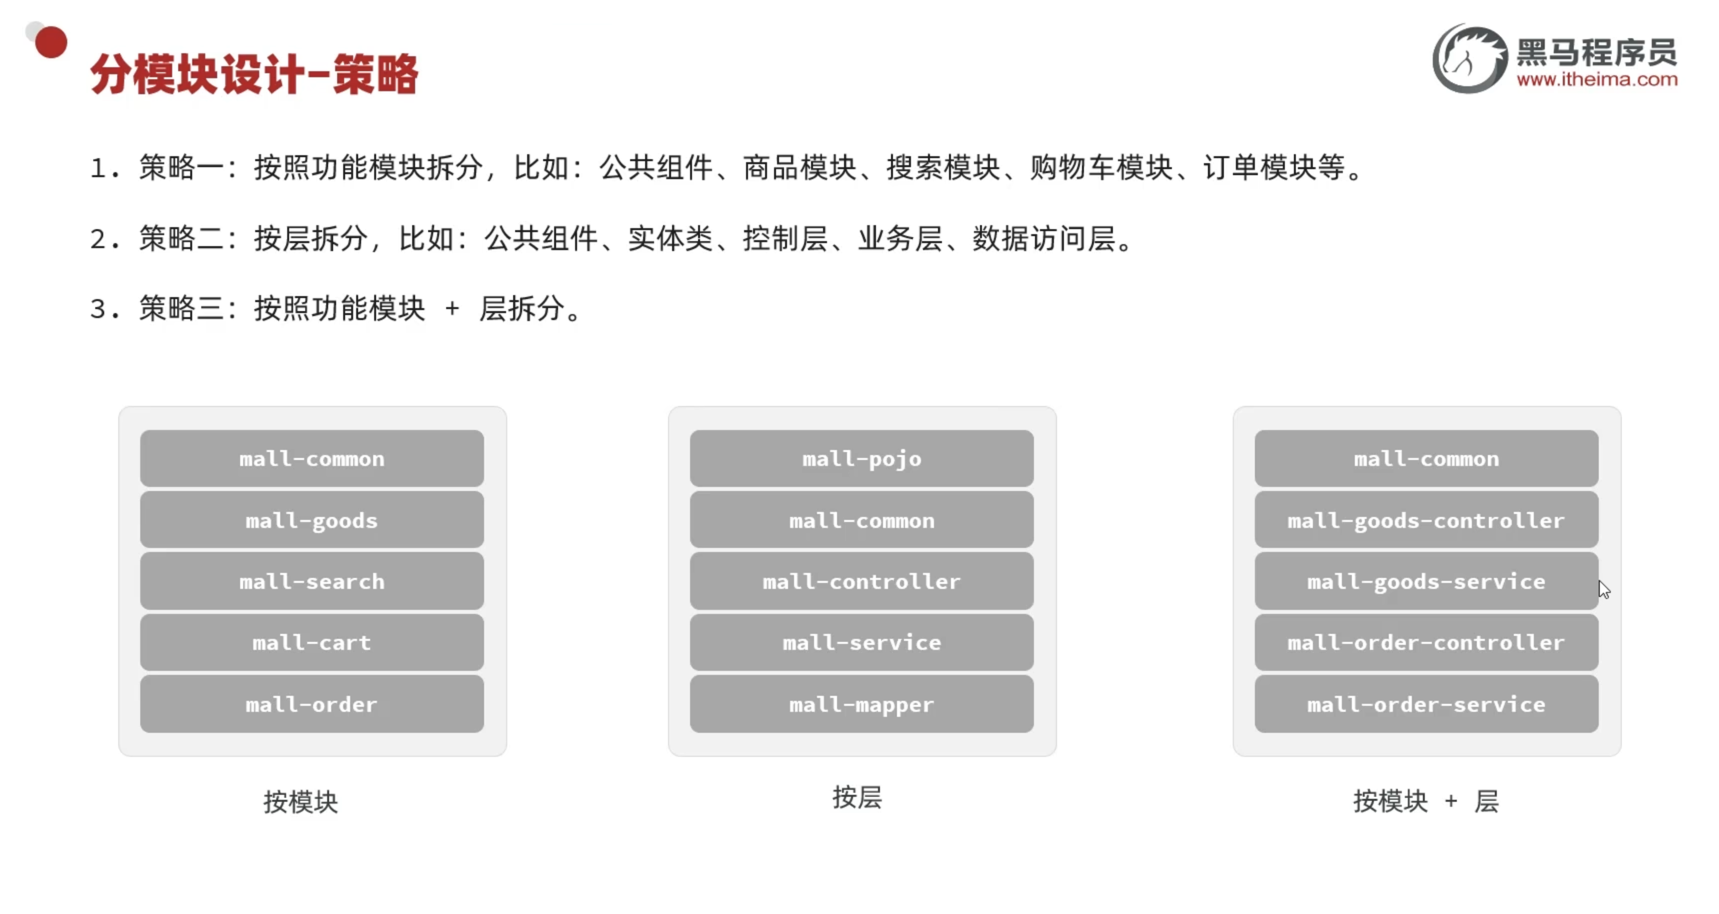 分模块设计-策略
黑马程序员
www.itheima.com
1. 策略一：按照功能模块拆分，比如：公共组件、商品模块、搜索模块、购物车模块、订单模块等。
2. 策略二：按层拆分，比如：公共组件、实体类、控制层、业务层、数据访问层。
3. 策略三：按照功能模块 + 层拆分。
mall-common
mall-goods
mall-search
mall-cart
mall-order
按模块
mall-pojo
mall-common
mall-controller
mall-service
mall-mapper
按层
mall-common
mall-goods-controller
mall-goods-service
mall-order-controller
mall-order-service
按模块 + 层